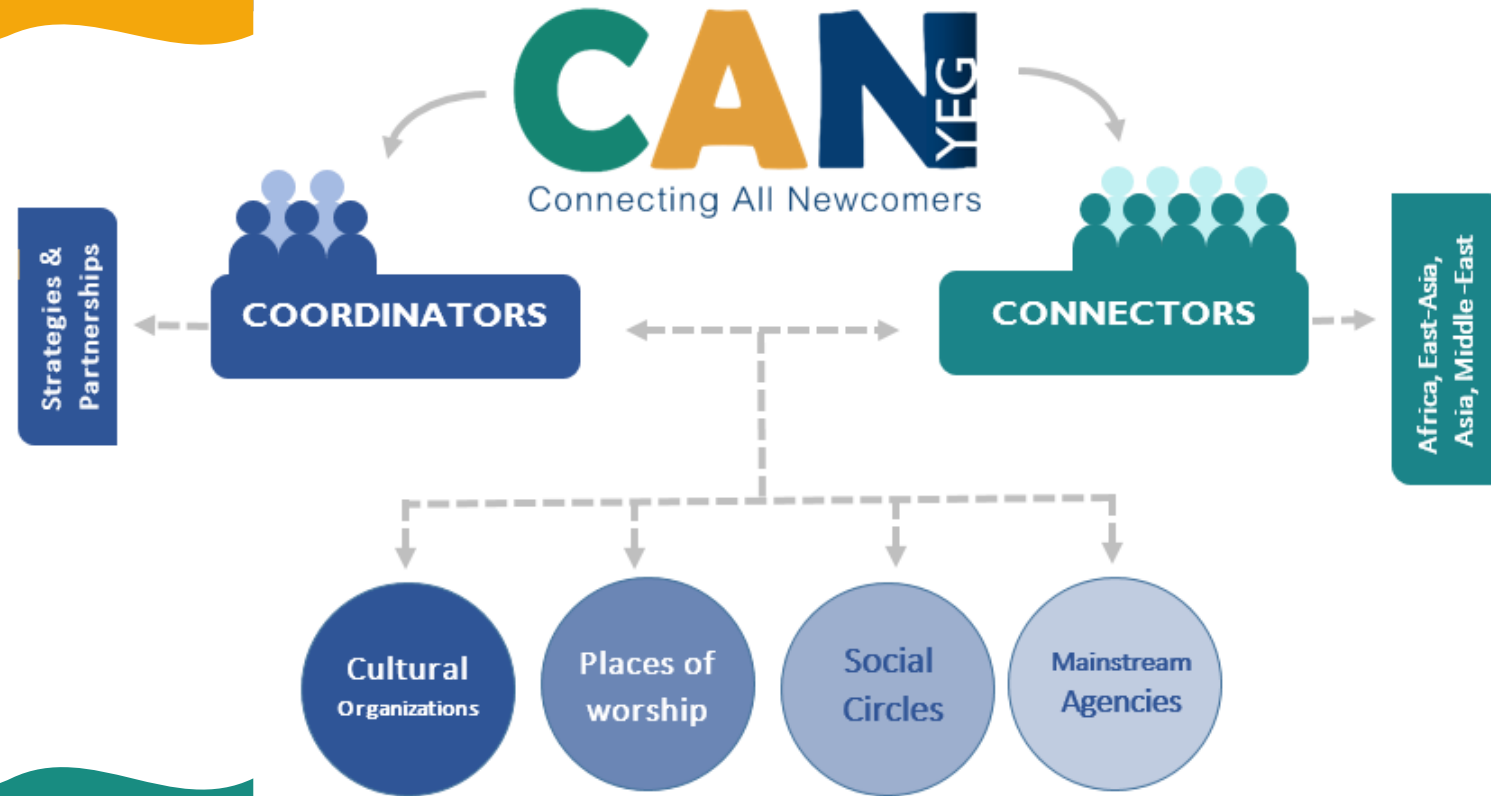 CAN
YEG
Connecting All Newcomers
Strategies &
Partnerships
COORDINATORS
CONNECTORS
Africa, East-Asia,
Asia, Middle-East
Cultural
Organizations
Places of
worship
Social
Circles
Mainstream
Agencies